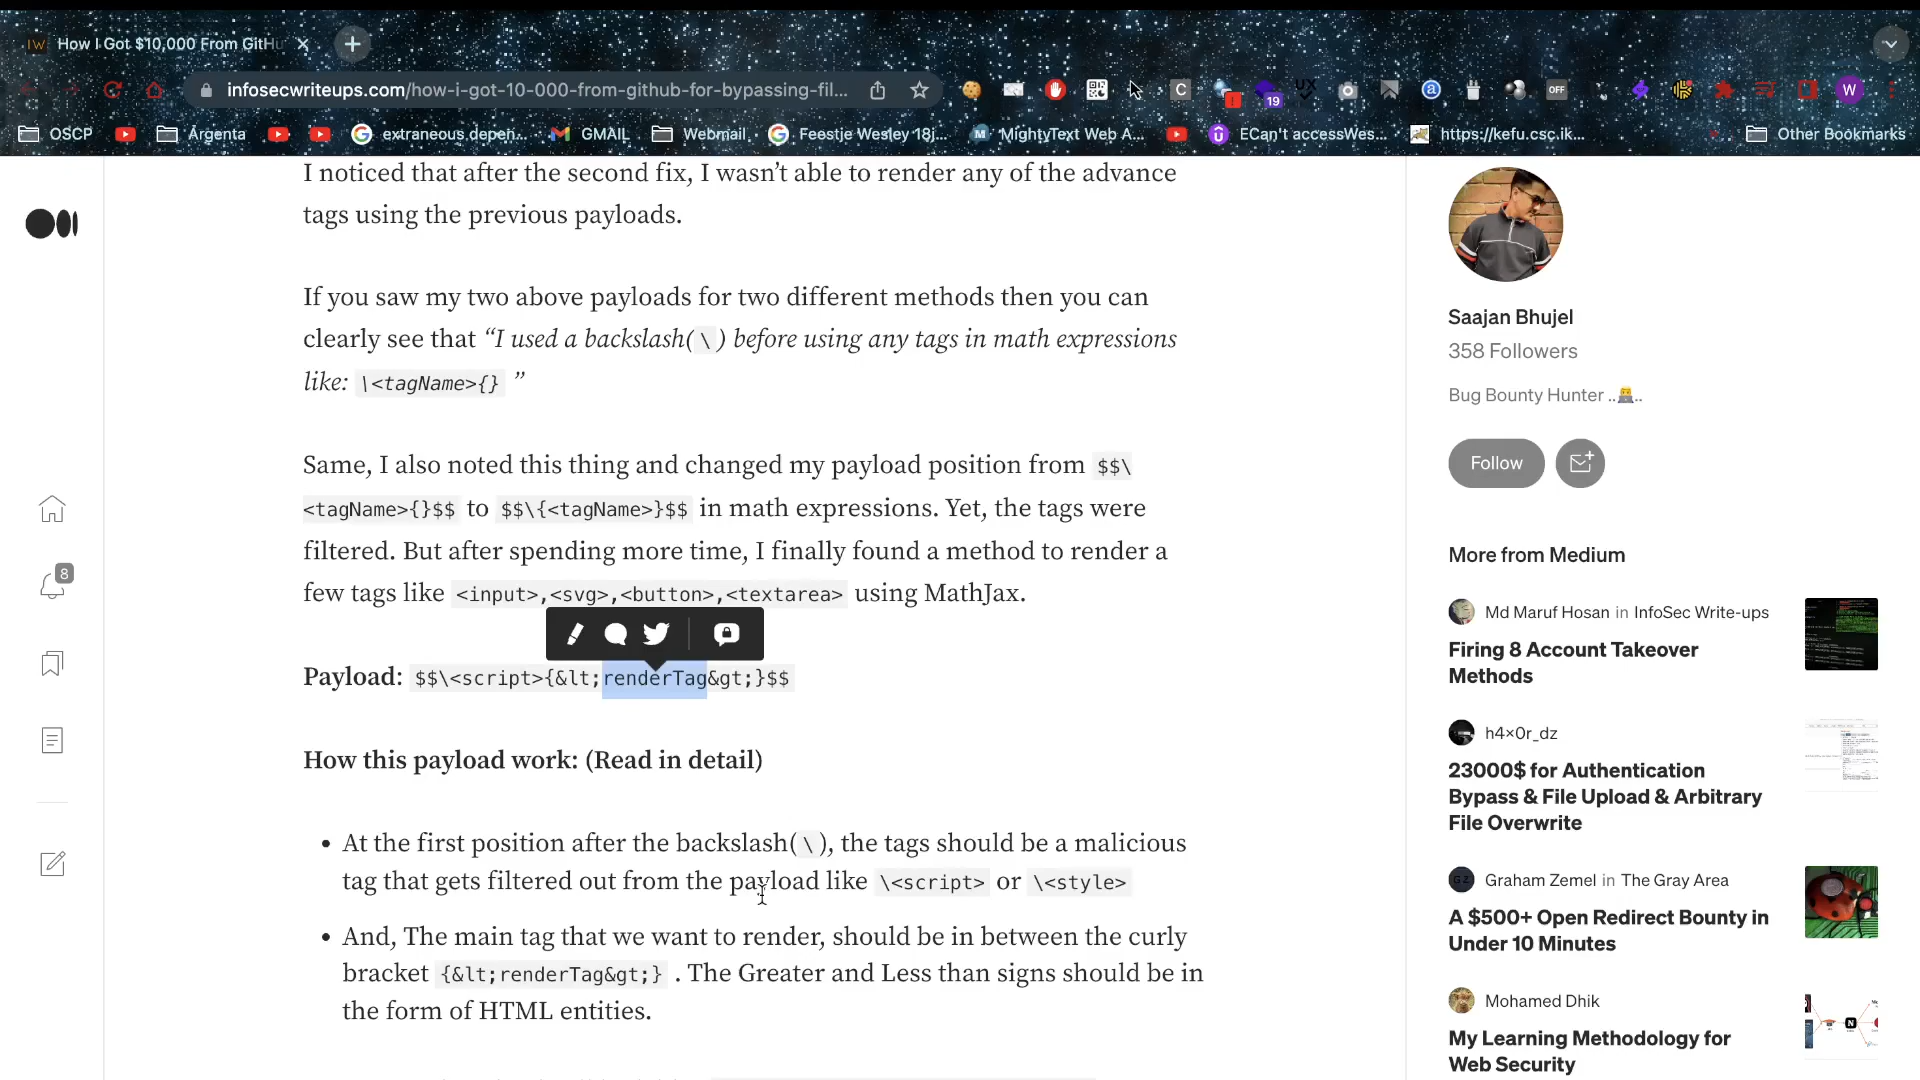 How I Got $10,000 From GitHu
infosecwriteups.com/how-i-got-10-000-from-github-for-bypassing-fil...
C
19
UX
OFF
W
OSCP
Argenta
extraneous.depen...
GMAIL
Webmail
Feestje Wesley 18j...
MightyText Web A...
ECan't accessWes...
https://kefu.csc.ik...
Other Bookmarks
I noticed that after the second fix, I wasn’t able to render any of the advance
tags using the previous payloads.
If you saw my two above payloads for two different methods then you can
clearly see that “I used a backslash( \ ) before using any tags in math expressions
like: \<tagName>{} ”
Same, I also noted this thing and changed my payload position from $$\
<tagName>{}$$ to $$\{<tagName>}$$ in math expressions. Yet, the tags were
filtered. But after spending more time, I finally found a method to render a
few tags like <input>,<svg>,<button>,<textarea> using MathJax.
Payload: $$\<script>{&lt;renderTag&gt;}$$
How this payload work: (Read in detail)
• At the first position after the backslash( \ ), the tags should be a malicious
tag that gets filtered out from the payload like \<script> or \<style>
• And, The main tag that we want to render, should be in between the curly
bracket {&lt;renderTag&gt;} . The Greater and Less than signs should be in
the form of HTML entities.
8
Saajan Bhujel
358 Followers
Bug Bounty Hunter ..👨‍💻..
Follow
More from Medium
Md Maruf Hosan in InfoSec Write-ups
Firing 8 Account Takeover
Methods
h4x0r_dz
23000$ for Authentication
Bypass & File Upload & Arbitrary
File Overwrite
Graham Zemel in The Gray Area
A $500+ Open Redirect Bounty in
Under 10 Minutes
Mohamed Dhik
My Learning Methodology for
Web Security